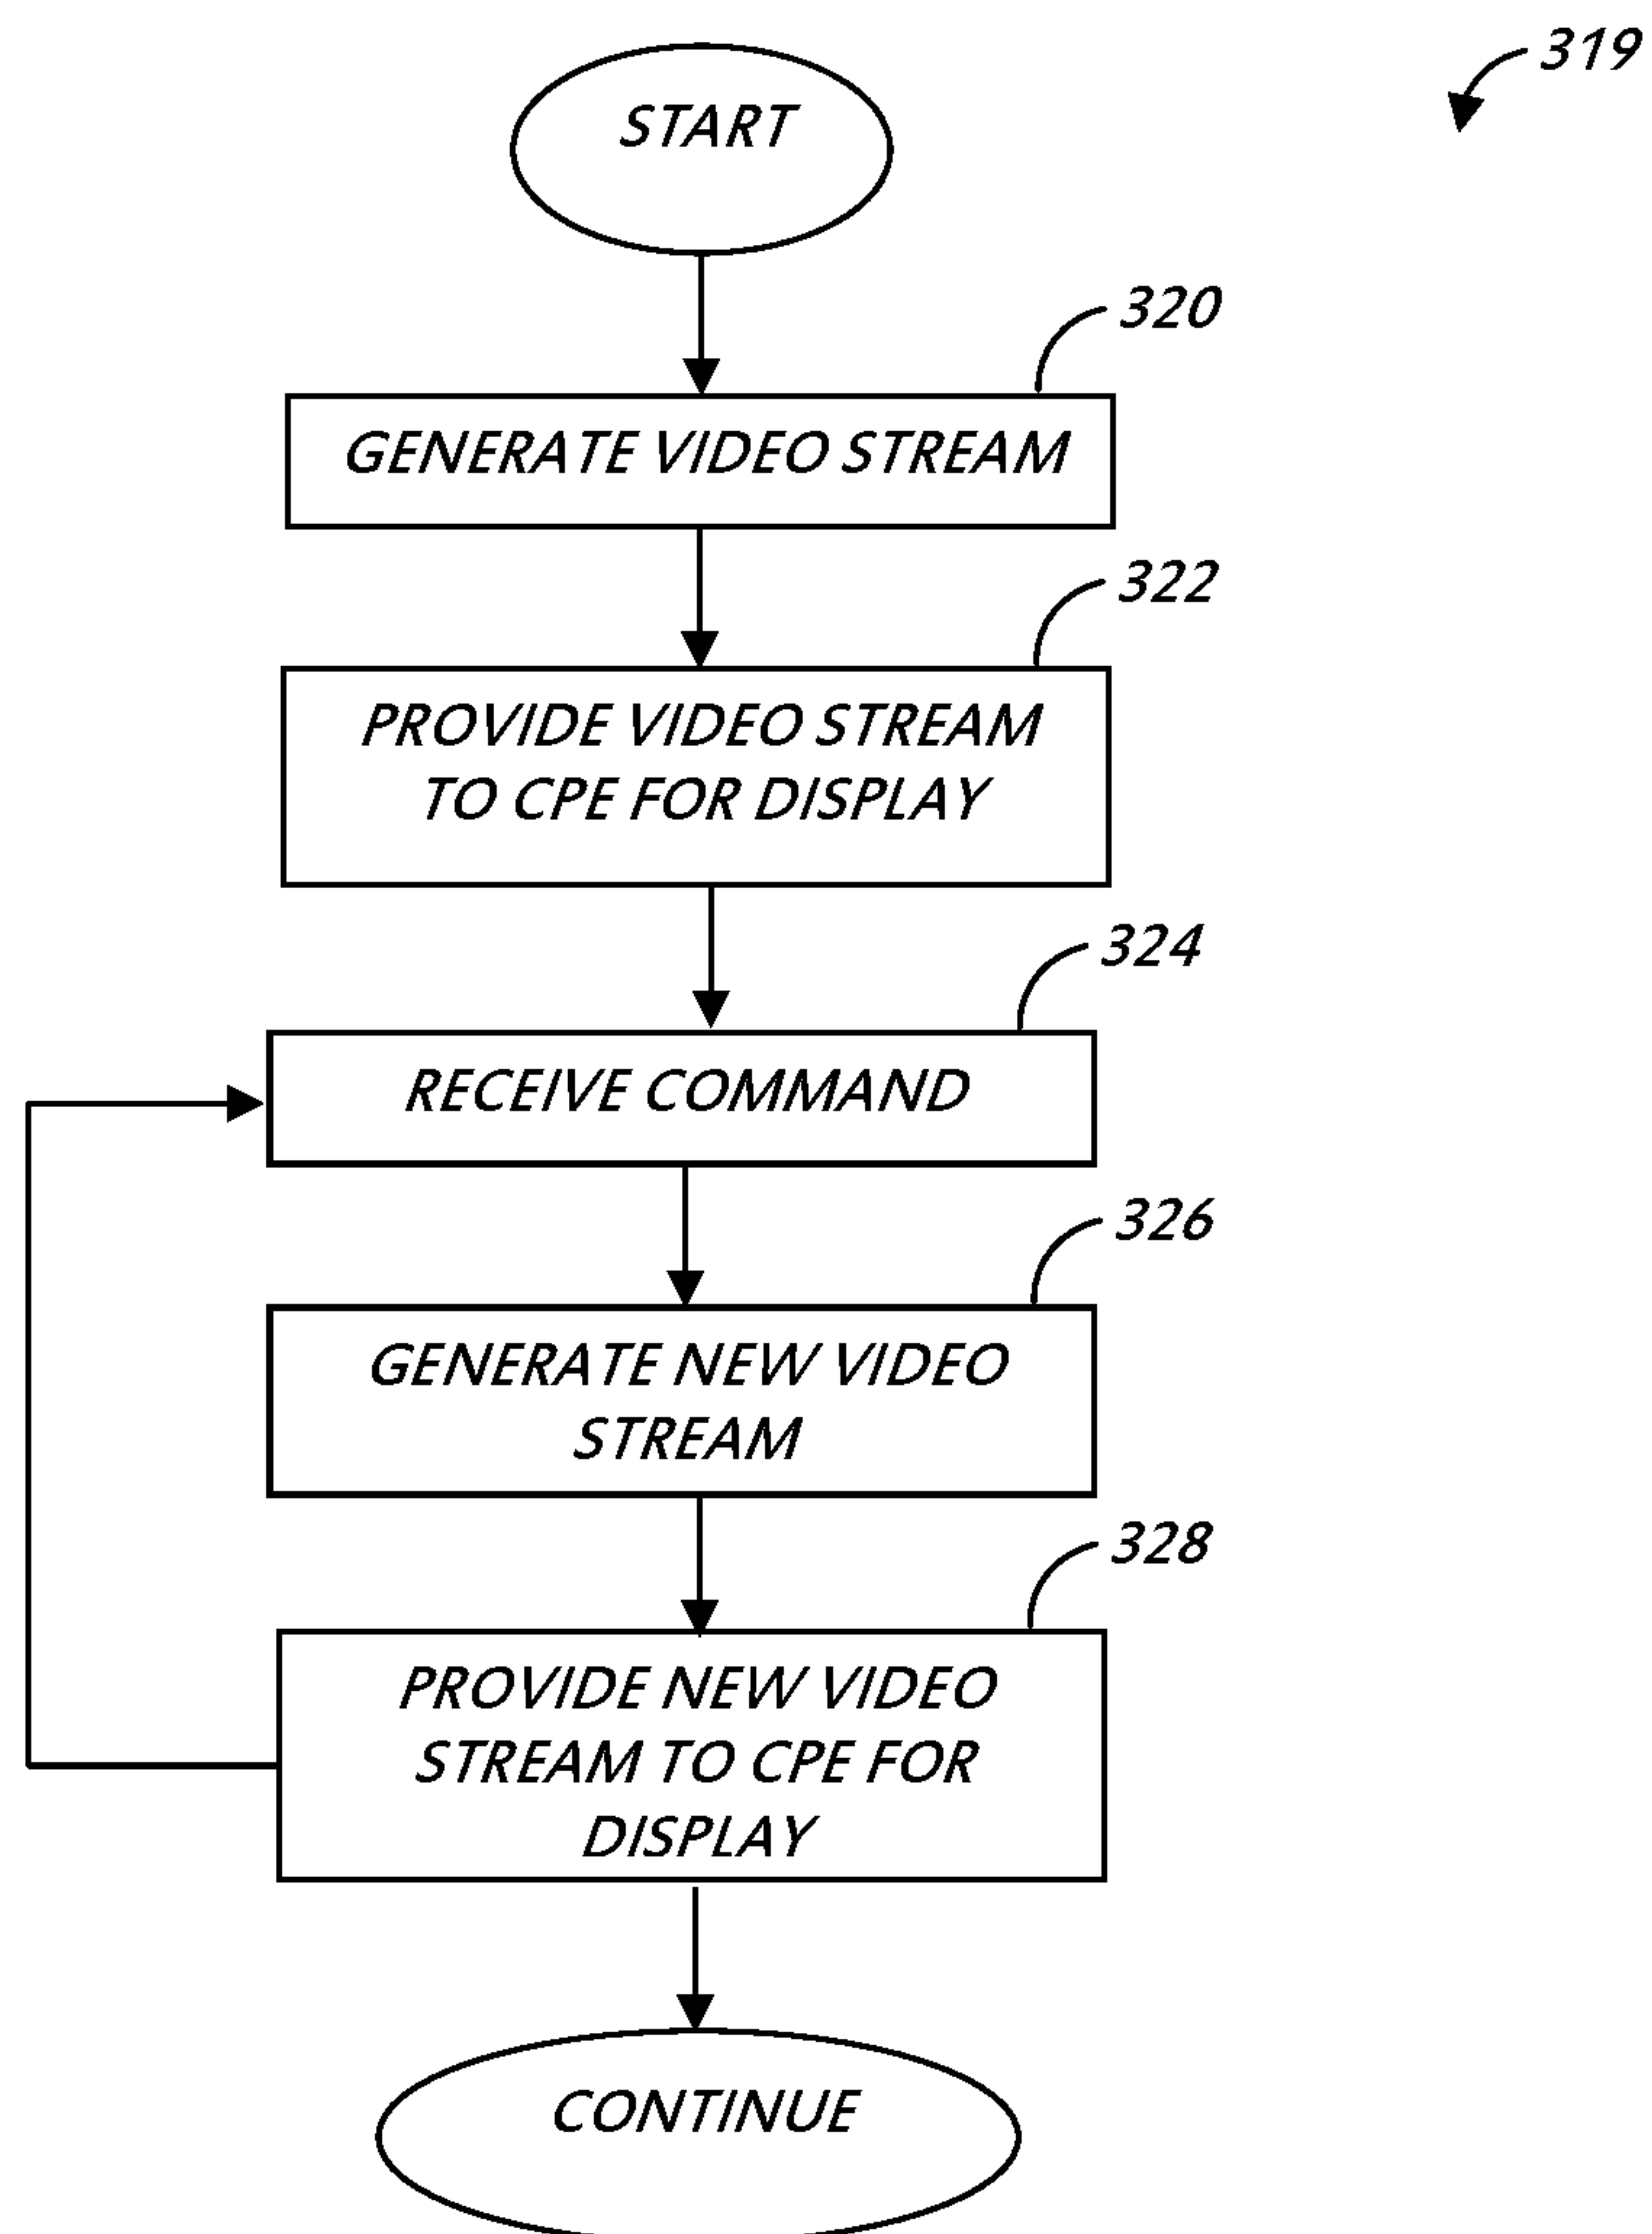 319
START
320
GENERATE VIDEO STREAM
322
PROVIDE VIDEO STREAM
TO CPE FOR DISPLAY
324
RECEIVE COMMAND
326
GENERATE NEW VIDEO
STREAM
328
PROVIDE NEW VIDEO
STREAM TO CPE FOR
DISPLAY
CONTINUE